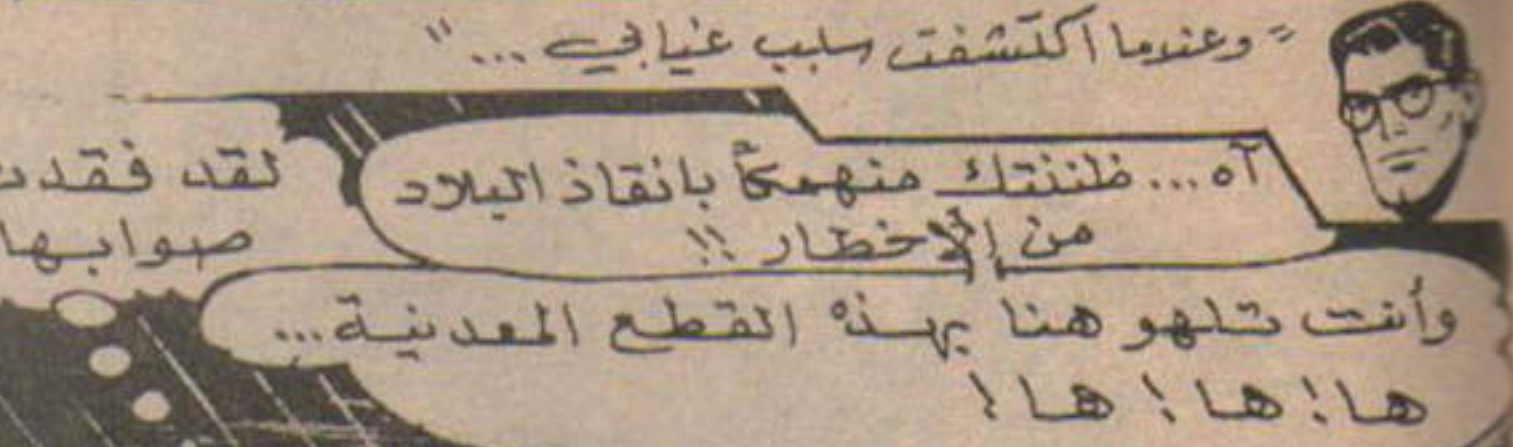 "وعندما اكتشفت سبب غيابي ..."
آه... ظننتك منهمكاً بانقاذ البلاد
من الأخطار !!
وأنت تلهو هنا بهذه القطع المعدنية...
ها! ها! ها!
لقد فقدت
صوابها